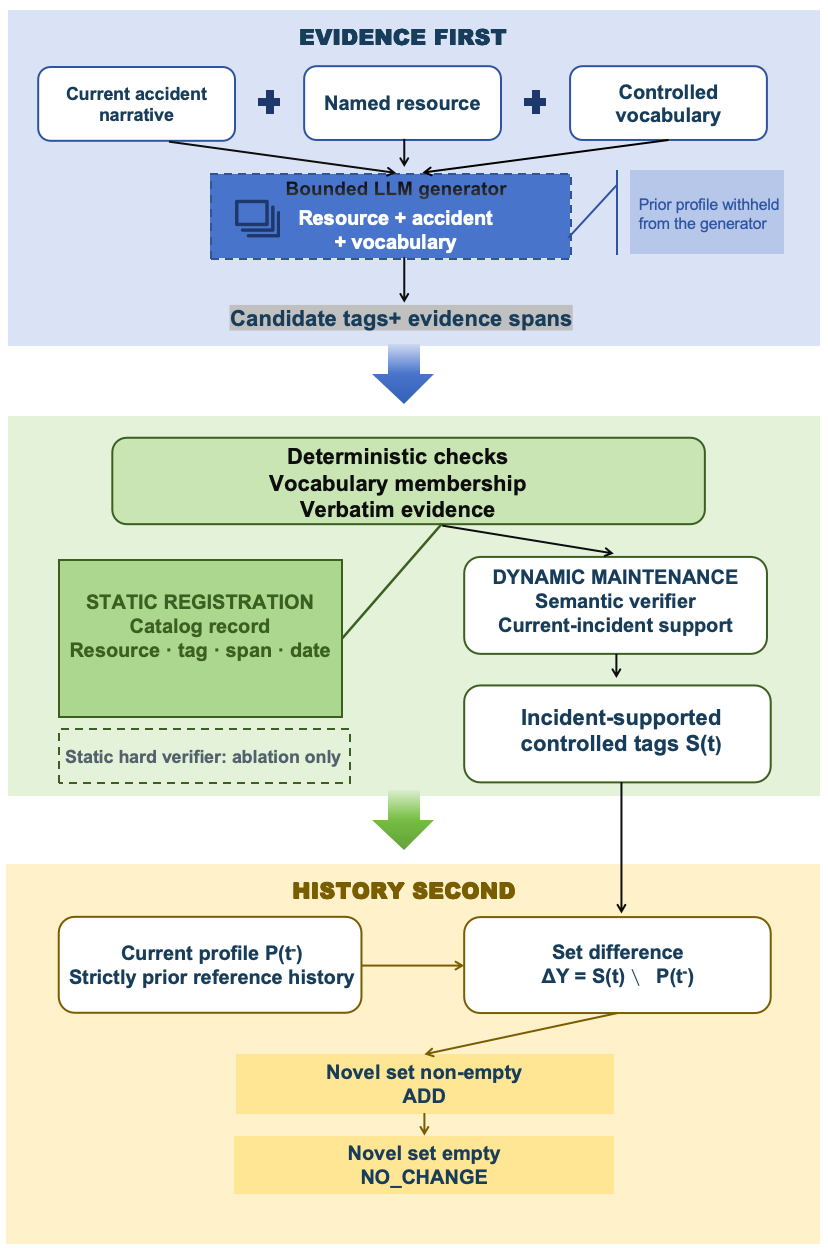 EVIDENCE FIRST
Current accident
narrative
Named resource
Controlled
vocabulary
Bounded LLM generator
Resource + accident
+ vocabulary
Prior profile withheld
from the generator
Candidate tags+ evidence spans
Deterministic checks
Vocabulary membership
Verbatim evidence
STATIC REGISTRATION
Catalog record
Resource · tag · span · date
Static hard verifier: ablation only
DYNAMIC MAINTENANCE
Semantic verifier
Current-incident support
Incident-supported
controlled tags S(t)
HISTORY SECOND
Current profile P(t⁻)
Strictly prior reference history
Set difference
ΔY = S(t) \ P(t⁻)
Novel set non-empty
ADD
Novel set empty
NO_CHANGE